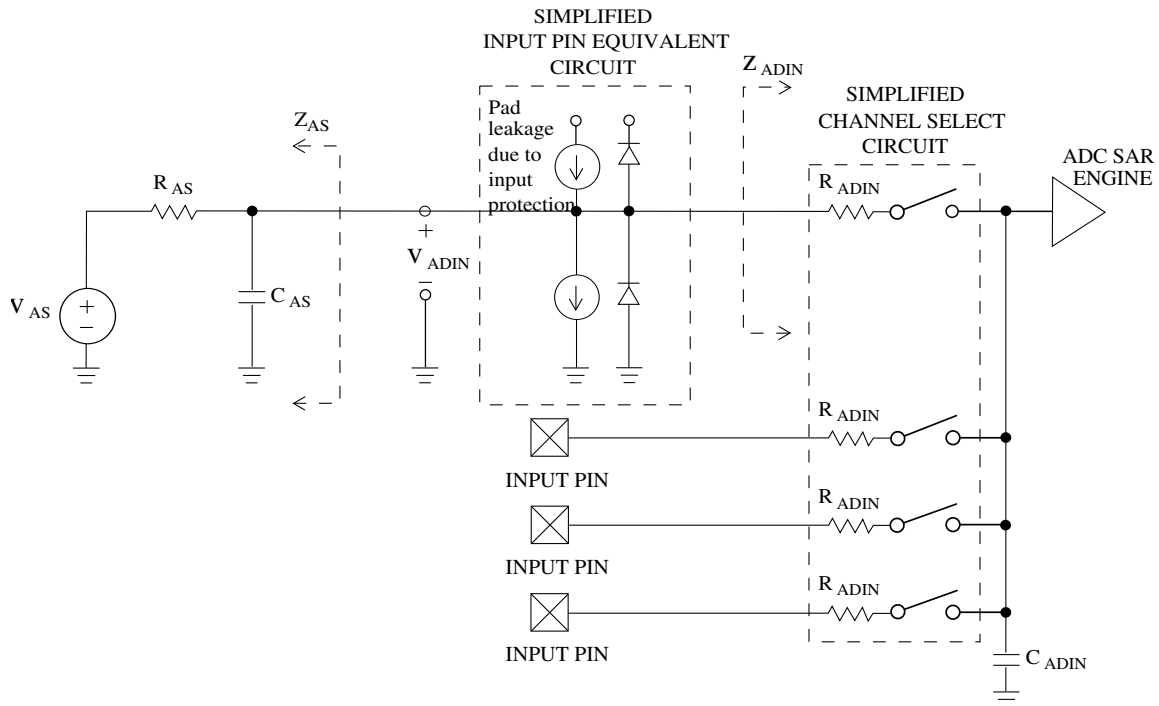 SIMPLIFIED
INPUT PIN EQUIVALENT
CIRCUIT
Z ADIN
SIMPLIFIED
CHANNEL SELECT
CIRCUIT
ADC SAR
ENGINE
Pad
leakage
due to
input
protection
Z AS
R AS
R ADIN
+
V ADIN
−
C AS
V AS
+
−
R ADIN
INPUT PIN
R ADIN
INPUT PIN
R ADIN
INPUT PIN
C ADIN